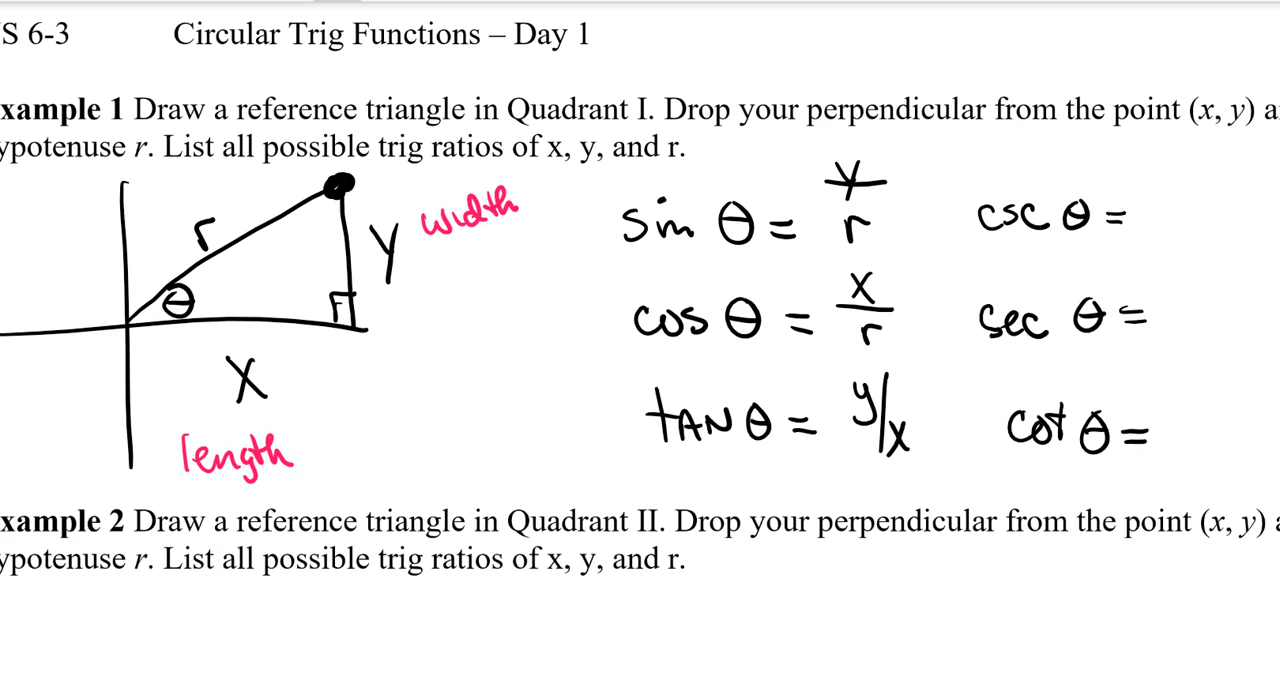 S 6-3 Circular Trig Functions – Day 1
xample 1 Draw a reference triangle in Quadrant I. Drop your perpendicular from the point (x, y) a
ypotenuse r. List all possible trig ratios of x, y, and r.
r
θ
y width
x
length
sin θ = y/r csc θ =
cos θ = x/r sec θ =
tAN θ = y/x cot θ =
xample 2 Draw a reference triangle in Quadrant II. Drop your perpendicular from the point (x, y) a
ypotenuse r. List all possible trig ratios of x, y, and r.